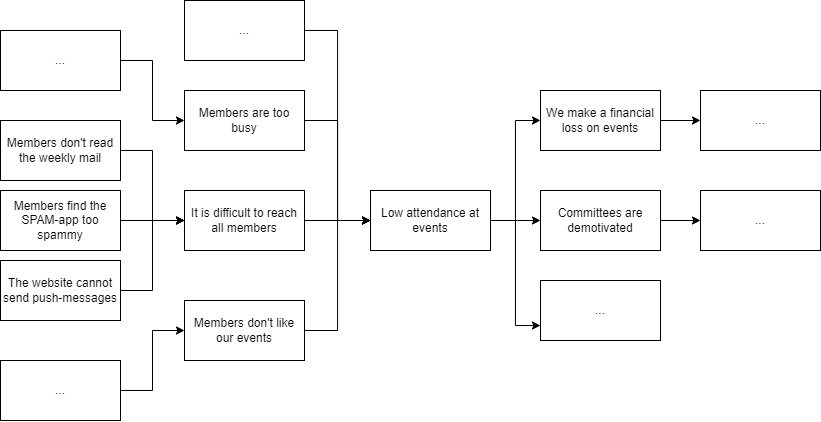 ...
...
Members are too
busy
Members don't read
the weekly mail
Members find the
SPAM-app too
spammy
The website cannot
send push-messages
It is difficult to reach
all members
Members don't like
our events
...
Low attendance at
events
We make a financial
loss on events
...
Committees are
demotivated
...
...